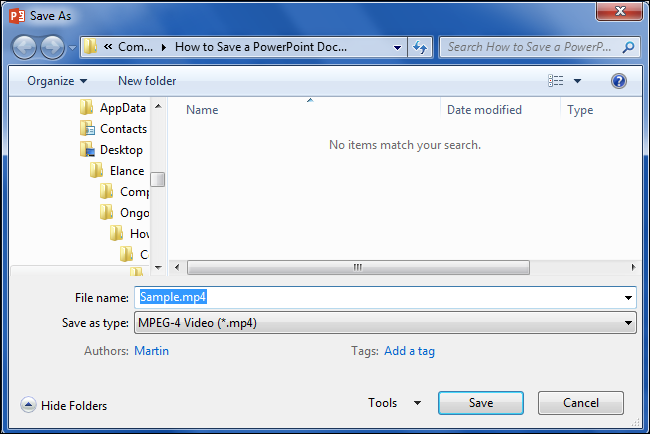 Save As
« Com... How to Save a PowerPoint Doc... Search How to Save a PowerP...
Organize New folder
AppData
Contacts
Desktop
Elance
Comp
Ongo
How
C
Name Date modified Type
No items match your search.
File name: Sample.mp4
Save as type: MPEG-4 Video (*.mp4)
Authors: Martin Tags: Add a tag
Hide Folders Tools Save Cancel